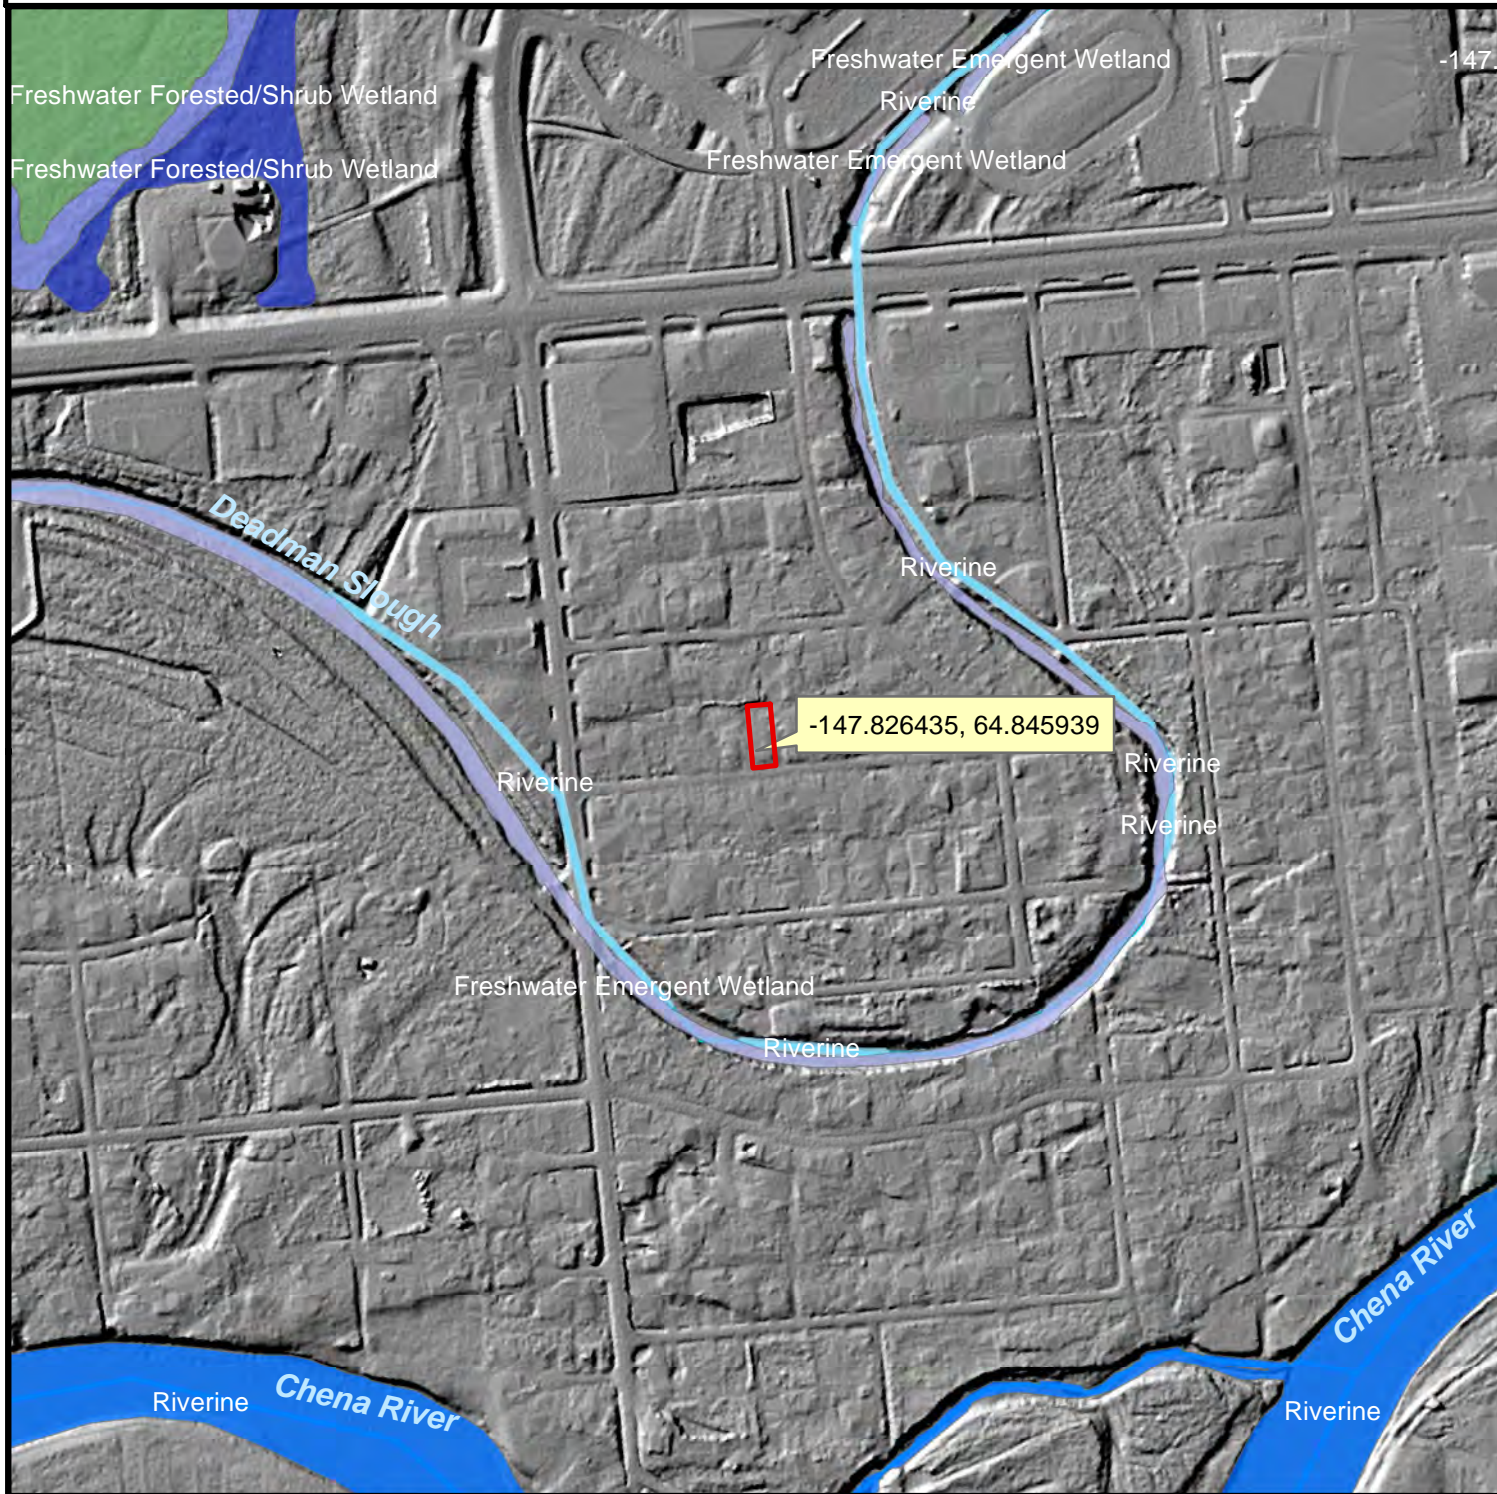 Freshwater Emergent Wetland
-147.
Freshwater Forested/Shrub Wetland
Riverine
Freshwater Emergent Wetland
Freshwater Forested/Shrub Wetland
Deadman Slough
Riverine
-147.826435, 64.845939
Riverine
Riverine
Riverine
Freshwater Emergent Wetland
Riverine
Chena River
Chena River
Riverine
Riverine